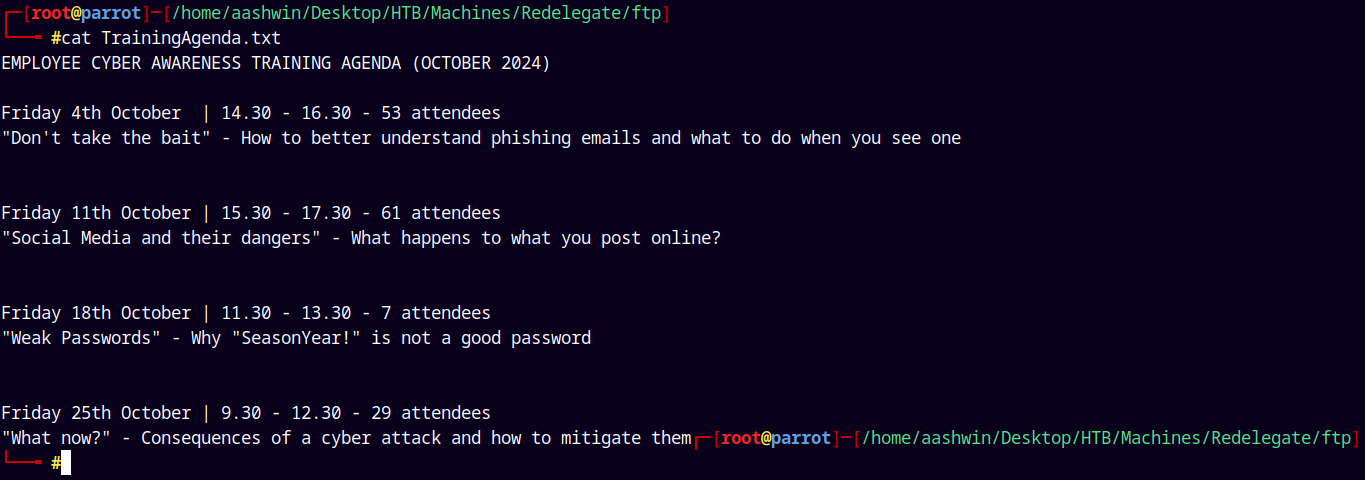 ┌─[root@parrot]─[/home/aashwin/Desktop/HTB/Machines/Redelegate/ftp]
└──╼ #cat TrainingAgenda.txt
EMPLOYEE CYBER AWARENESS TRAINING AGENDA (OCTOBER 2024)
Friday 4th October  | 14.30 - 16.30 - 53 attendees
"Don't take the bait" - How to better understand phishing emails and what to do when you see one
Friday 11th October | 15.30 - 17.30 - 61 attendees
"Social Media and their dangers" - What happens to what you post online?
Friday 18th October | 11.30 - 13.30 - 7 attendees
"Weak Passwords" - Why "SeasonYear!" is not a good password
Friday 25th October | 9.30 - 12.30 - 29 attendees
"What now?" - Consequences of a cyber attack and how to mitigate them┌─[root@parrot]─[/home/aashwin/Desktop/HTB/Machines/Redelegate/ftp]
└──╼ #